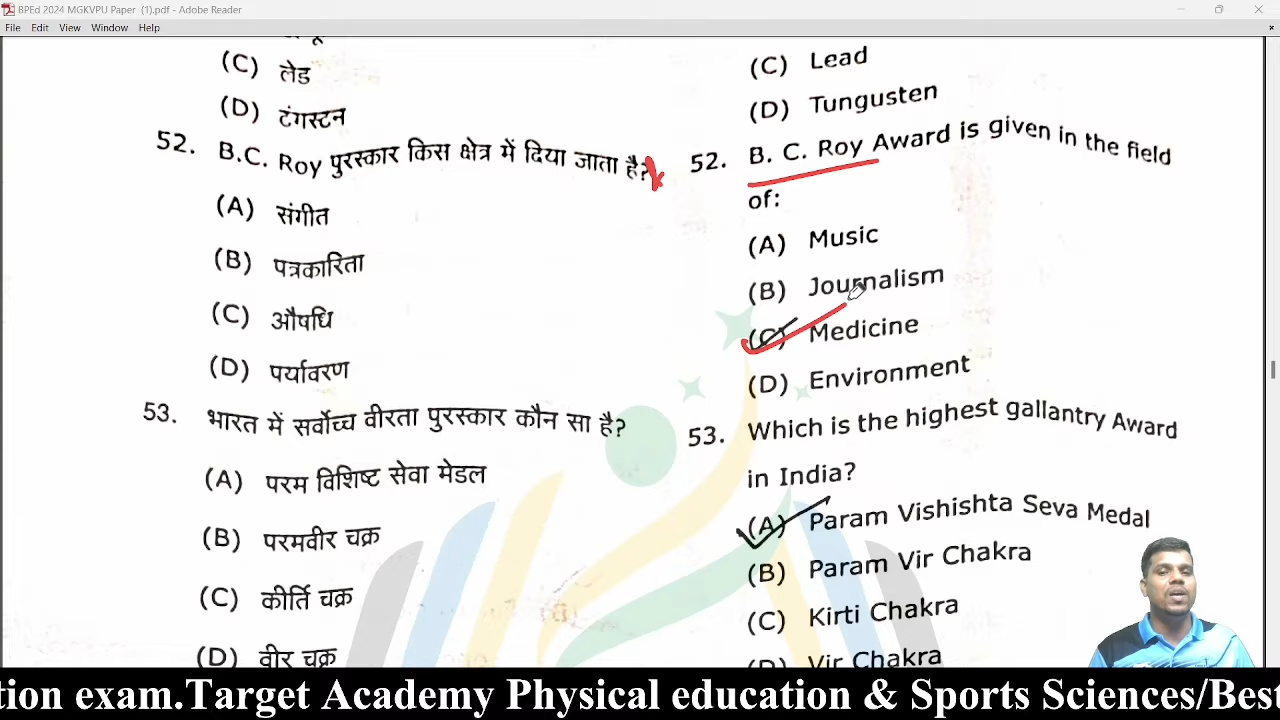 BPEd 2024 MGKVPU Paper (1).pdf - Adobe Reader
File Edit View Window Help
(C) लेड
(D) टंगस्टन
52. B.C. Roy पुरस्कार किस क्षेत्र में दिया जाता है?
(A) संगीत
(B) पत्रकारिता
(C) औषधि
(D) पर्यावरण
53. भारत में सर्वोच्च वीरता पुरस्कार कौन सा है?
(A) परम विशिष्ट सेवा मेडल
(B) परमवीर चक्र
(C) कीर्ति चक्र
(D) वीर चक्र
(C) Lead
(D) Tungusten
52. B. C. Roy Award is given in the field
of:
(A) Music
(B) Journalism
(C) Medicine
(D) Environment
53. Which is the highest gallantry Award
in India?
(A) Param Vishishta Seva Medal
(B) Param Vir Chakra
(C) Kirti Chakra
(D) Vir Chakra
tion exam.Target Academy Physical education & Sports Sciences/Best